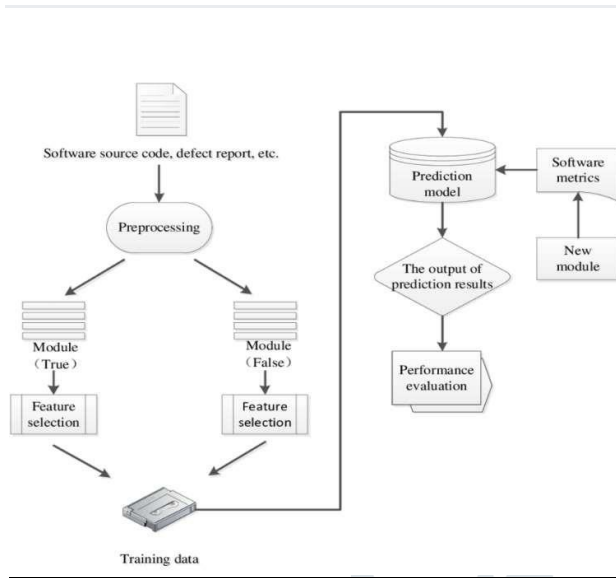 Software source code, defect report, etc.
Preprocessing
Module
（True）
Module
（False）
Feature
selection
Feature
selection
Training data
Prediction
model
Software
metrics
New
module
The output of
prediction results
Performance
evaluation